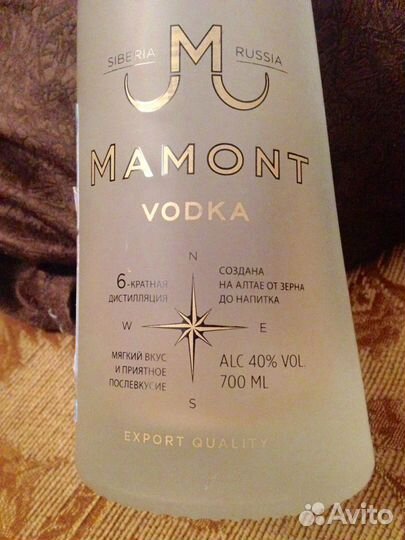 SIBERIA M RUSSIA
MAMONT
VODKA
N
6-КРАТНАЯ
ДИСТИЛЛЯЦИЯ
СОЗДАНА
НА АЛТАЕ ОТ ЗЕРНА
ДО НАПИТКА
W E
МЯГКИЙ ВКУС
И ПРИЯТНОЕ
ПОСЛЕВКУСИЕ
ALC 40% VOL.
700 ML
S
EXPORT QUALITY
Avito